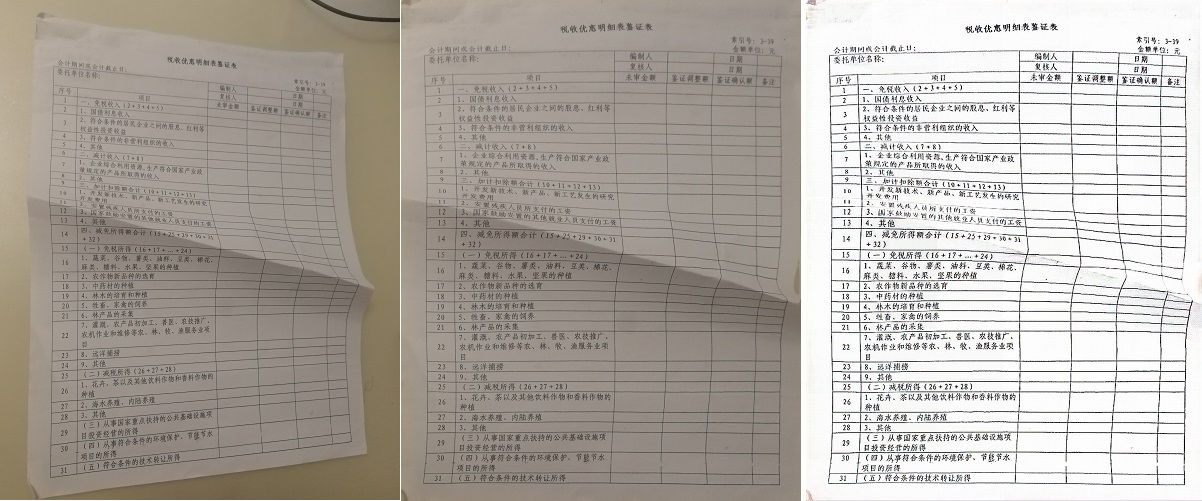 税收优惠明细表鉴证表
索引号：3-39
会计期间或会计截止日： 金额单位：元
委托单位名称： 编制人 日期
复核人 日期
序号 项目 未审金额 鉴证调整额 鉴证确认额 备注
1 一、免税收入（2+3+4+5）
2 1、国债利息收入
3 2、符合条件的居民企业之间的股息、红利等
权益性投资收益
4 3、符合条件的非营利组织的收入
5 4、其他
6 二、减计收入（7+8）
7 1、企业综合利用资源，生产符合国家产业政
策规定的产品所取得的收入
8 2、其他
9 三、加计扣除额合计（10+11+12+13）
10 1、开发新技术、新产品、新工艺发生的研究
开发费用
11 2、安置残疾人员所支付的工资
12 3、国家鼓励安置的其他就业人员支付的工资
13 4、其他
14 四、减免所得额合计（15+25+29+30+31
+32）
15 （一）免税所得（16+17+…+24）
16 1、蔬菜、谷物、薯类、油料、豆类、棉花、
麻类、糖料、水果、坚果的种植
17 2、农作物新品种的选育
18 3、中药材的种植
19 4、林木的培育和种植
20 5、牲畜、家禽的饲养
21 6、林产品的采集
22 7、灌溉、农产品初加工、兽医、农技推广、
农机作业和维修等农、林、牧、渔服务业项
目
23 8、远洋捕捞
24 9、其他
25 （二）减税所得（26+27+28）
26 1、花卉、茶以及其他饮料作物和香料作物的
种植
27 2、海水养殖、内陆养殖
28 3、其他
29 （三）从事国家重点扶持的公共基础设施项
目投资经营的所得
30 （四）从事符合条件的环境保护、节能节水
项目的所得
31 （五）符合条件的技术转让所得